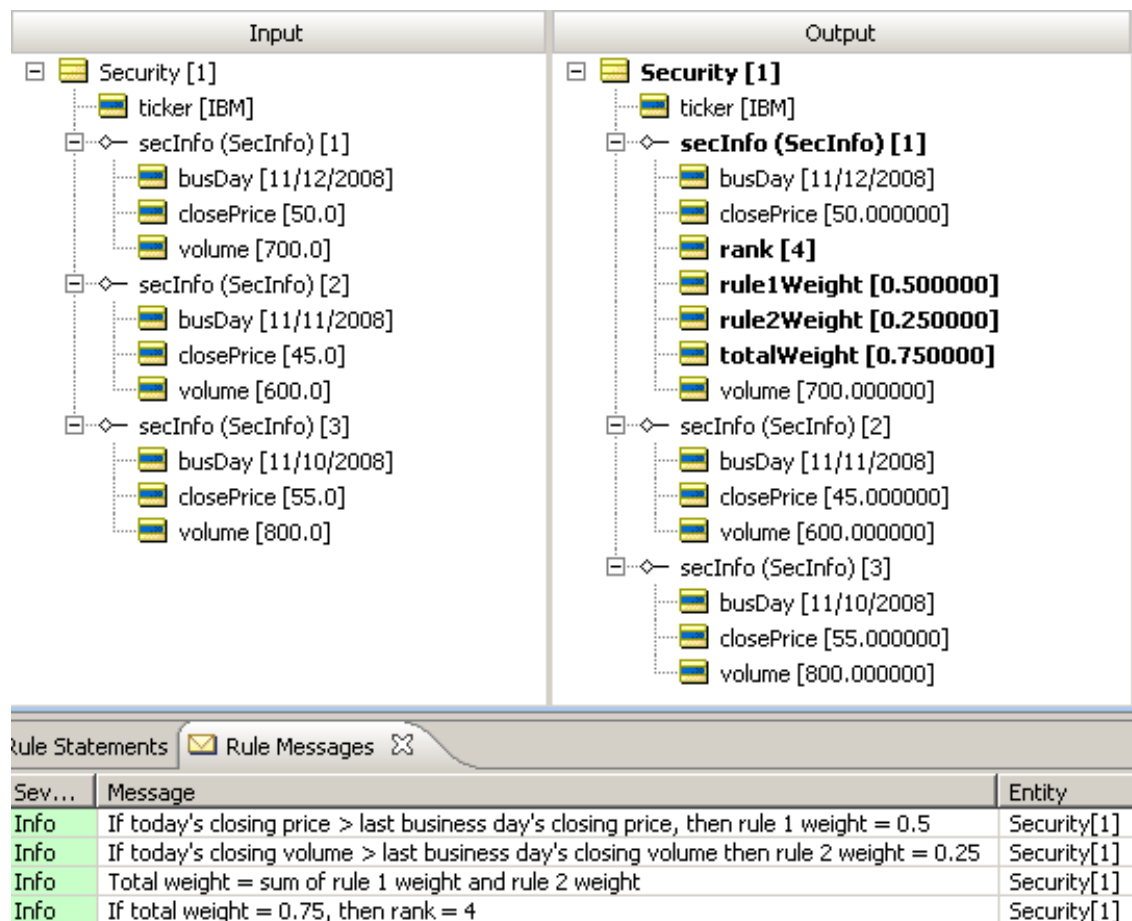 Input
Security [1]
ticker [IBM]
secInfo (SecInfo) [1]
busDay [11/12/2008]
closePrice [50.0]
volume [700.0]
secInfo (SecInfo) [2]
busDay [11/11/2008]
closePrice [45.0]
volume [600.0]
secInfo (SecInfo) [3]
busDay [11/10/2008]
closePrice [55.0]
volume [800.0]
Output
Security [1]
ticker [IBM]
secInfo (SecInfo) [1]
busDay [11/12/2008]
closePrice [50.000000]
rank [4]
rule1Weight [0.500000]
rule2Weight [0.250000]
totalWeight [0.750000]
volume [700.000000]
secInfo (SecInfo) [2]
busDay [11/11/2008]
closePrice [45.000000]
volume [600.000000]
secInfo (SecInfo) [3]
busDay [11/10/2008]
closePrice [55.000000]
volume [800.000000]
Rule Statements Rule Messages
Sev... Message Entity
Info If today's closing price > last business day's closing price, then rule 1 weight = 0.5 Security[1]
Info If today's closing volume > last business day's closing volume then rule 2 weight = 0.25 Security[1]
Info Total weight = sum of rule 1 weight and rule 2 weight Security[1]
Info If total weight = 0.75, then rank = 4 Security[1]